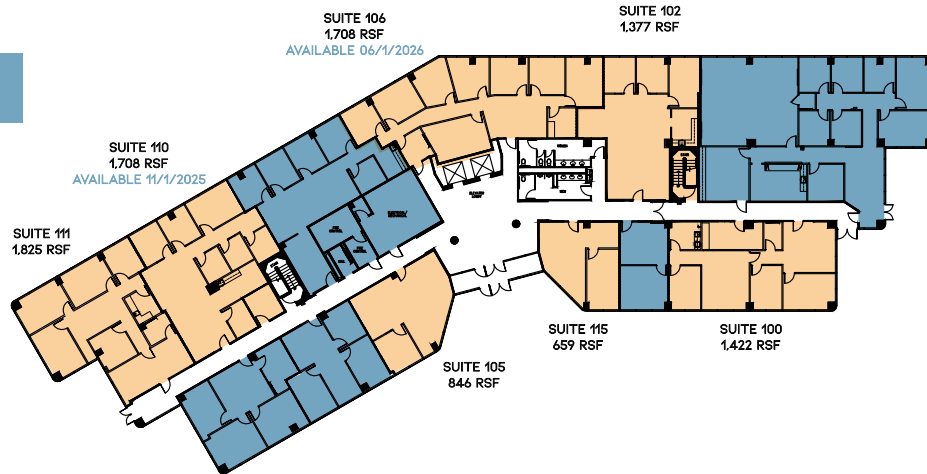 SUITE 106
1,708 RSF
AVAILABLE 06/1/2026
SUITE 102
1,377 RSF
SUITE 110
1,708 RSF
AVAILABLE 11/1/2025
SUITE 111
1,825 RSF
SUITE 115
659 RSF
SUITE 100
1,422 RSF
SUITE 105
846 RSF